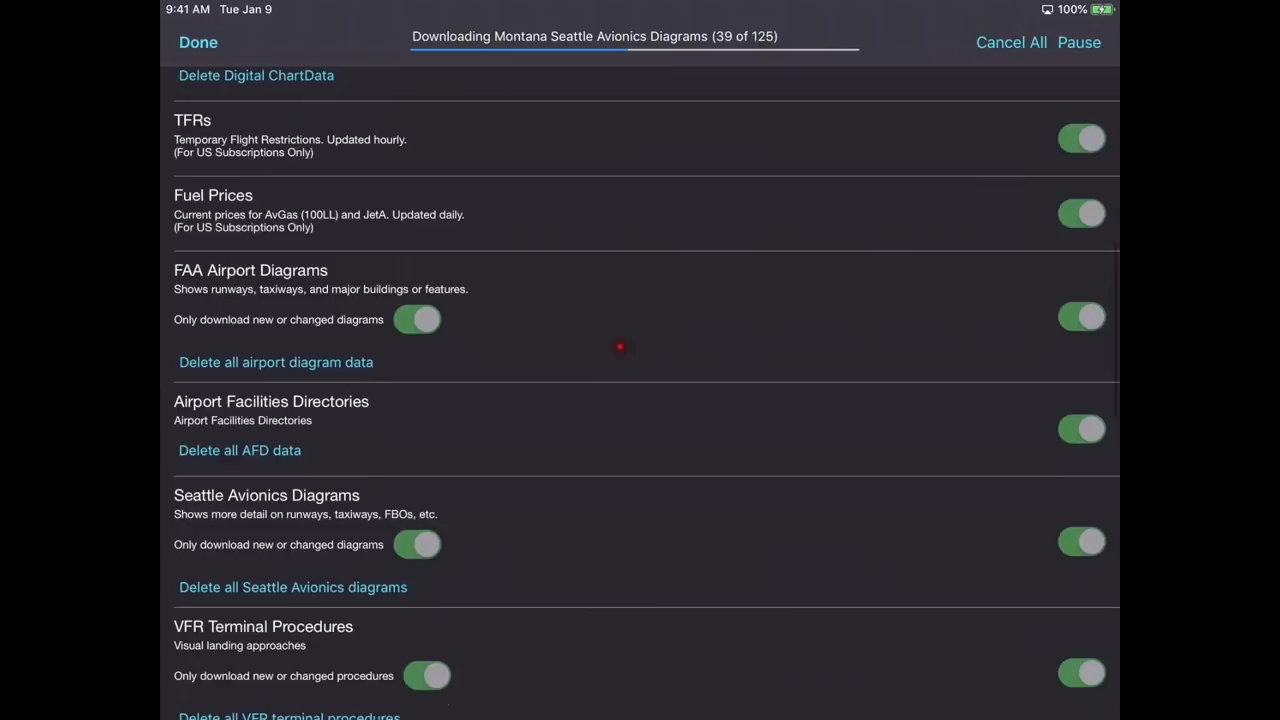 9:41 AM Tue Jan 9
100%
Done
Downloading Montana Seattle Avionics Diagrams (39 of 125)
Cancel All Pause
Delete Digital ChartData
TFRs
Temporary Flight Restrictions. Updated hourly.
(For US Subscriptions Only)
Fuel Prices
Current prices for AvGas (100LL) and JetA. Updated daily.
(For US Subscriptions Only)
FAA Airport Diagrams
Shows runways, taxiways, and major buildings or features.
Only download new or changed diagrams
Delete all airport diagram data
Airport Facilities Directories
Airport Facilities Directories
Delete all AFD data
Seattle Avionics Diagrams
Shows more detail on runways, taxiways, FBOs, etc.
Only download new or changed diagrams
Delete all Seattle Avionics diagrams
VFR Terminal Procedures
Visual landing approaches
Only download new or changed procedures
Delete all VFR terminal procedures